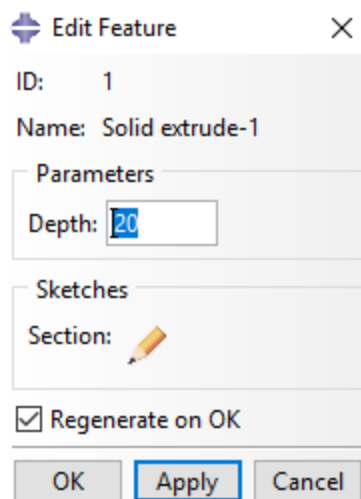 Edit Feature
ID: 1
Name: Solid extrude-1
Parameters
Depth: 20
Sketches
Section:
Regenerate on OK
OK Apply Cancel